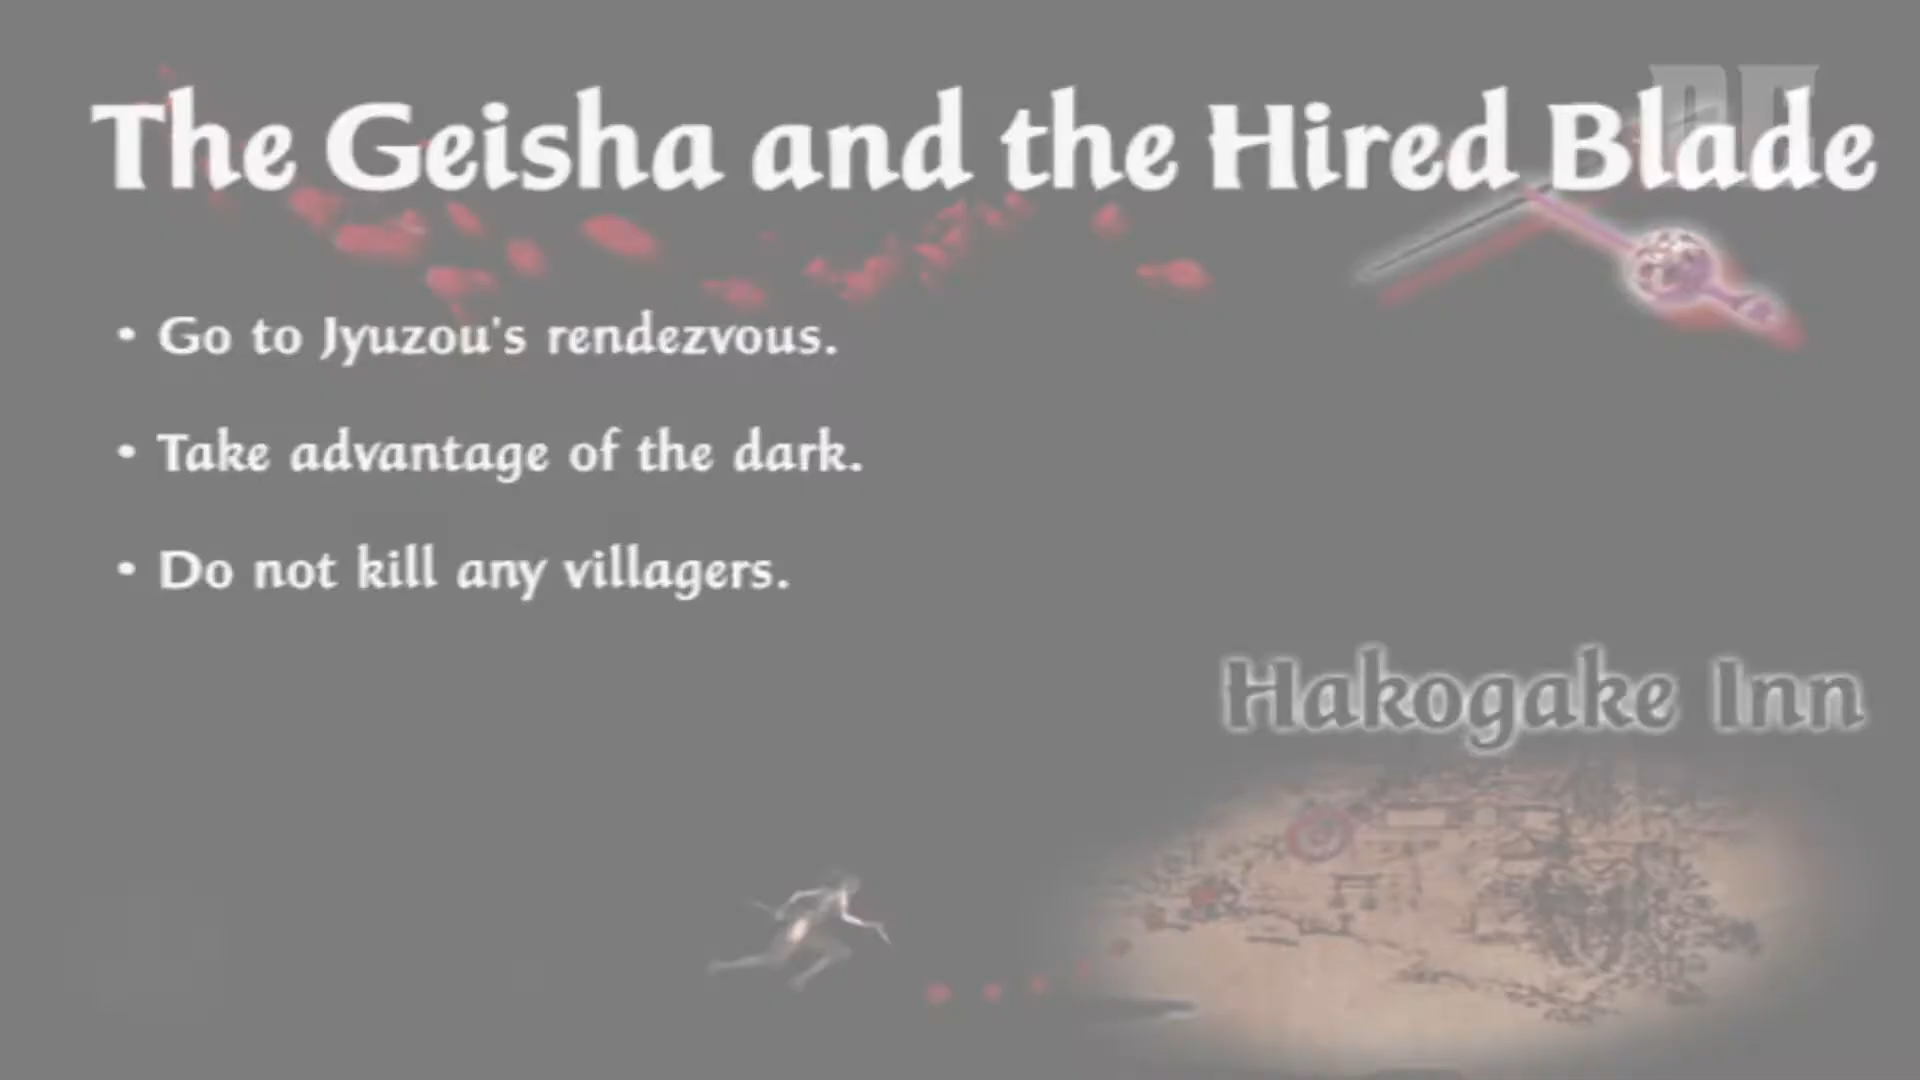 The Geisha and the Hired Blade
• Go to Jyuzou's rendezvous.
• Take advantage of the dark.
• Do not kill any villagers.
Hakogake Inn